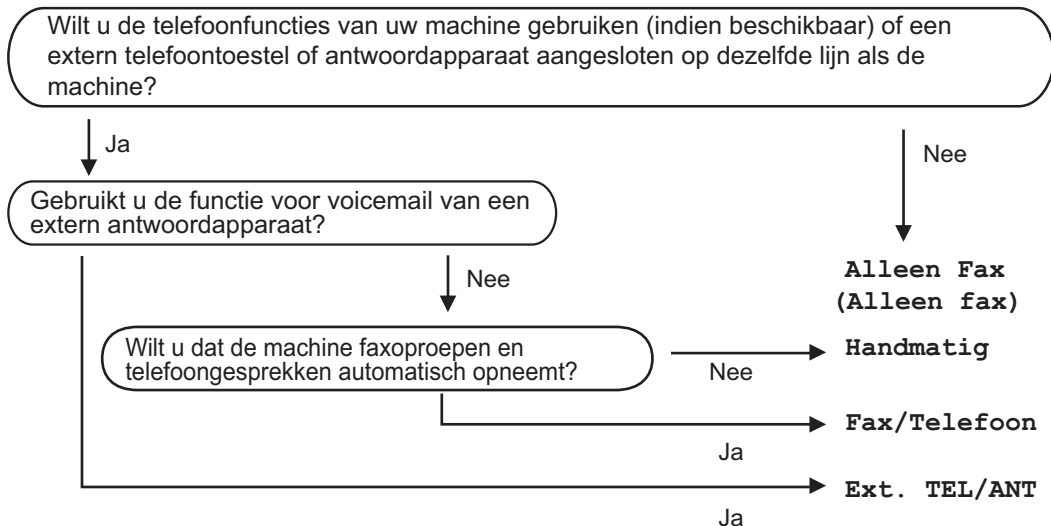 Wilt u de telefoonfuncties van uw machine gebruiken (indien beschikbaar) of een
extern telefoontoestel of antwoordapparaat aangesloten op dezelfde lijn als de
machine?
Ja
Nee
Gebruikt u de functie voor voicemail van een
extern antwoordapparaat?
Nee
Alleen Fax
(Alleen fax)
Wilt u dat de machine faxoproepen en
telefoongesprekken automatisch opneemt?
Nee
Handmatig
Ja
Fax/Telefoon
Ja
Ext. TEL/ANT